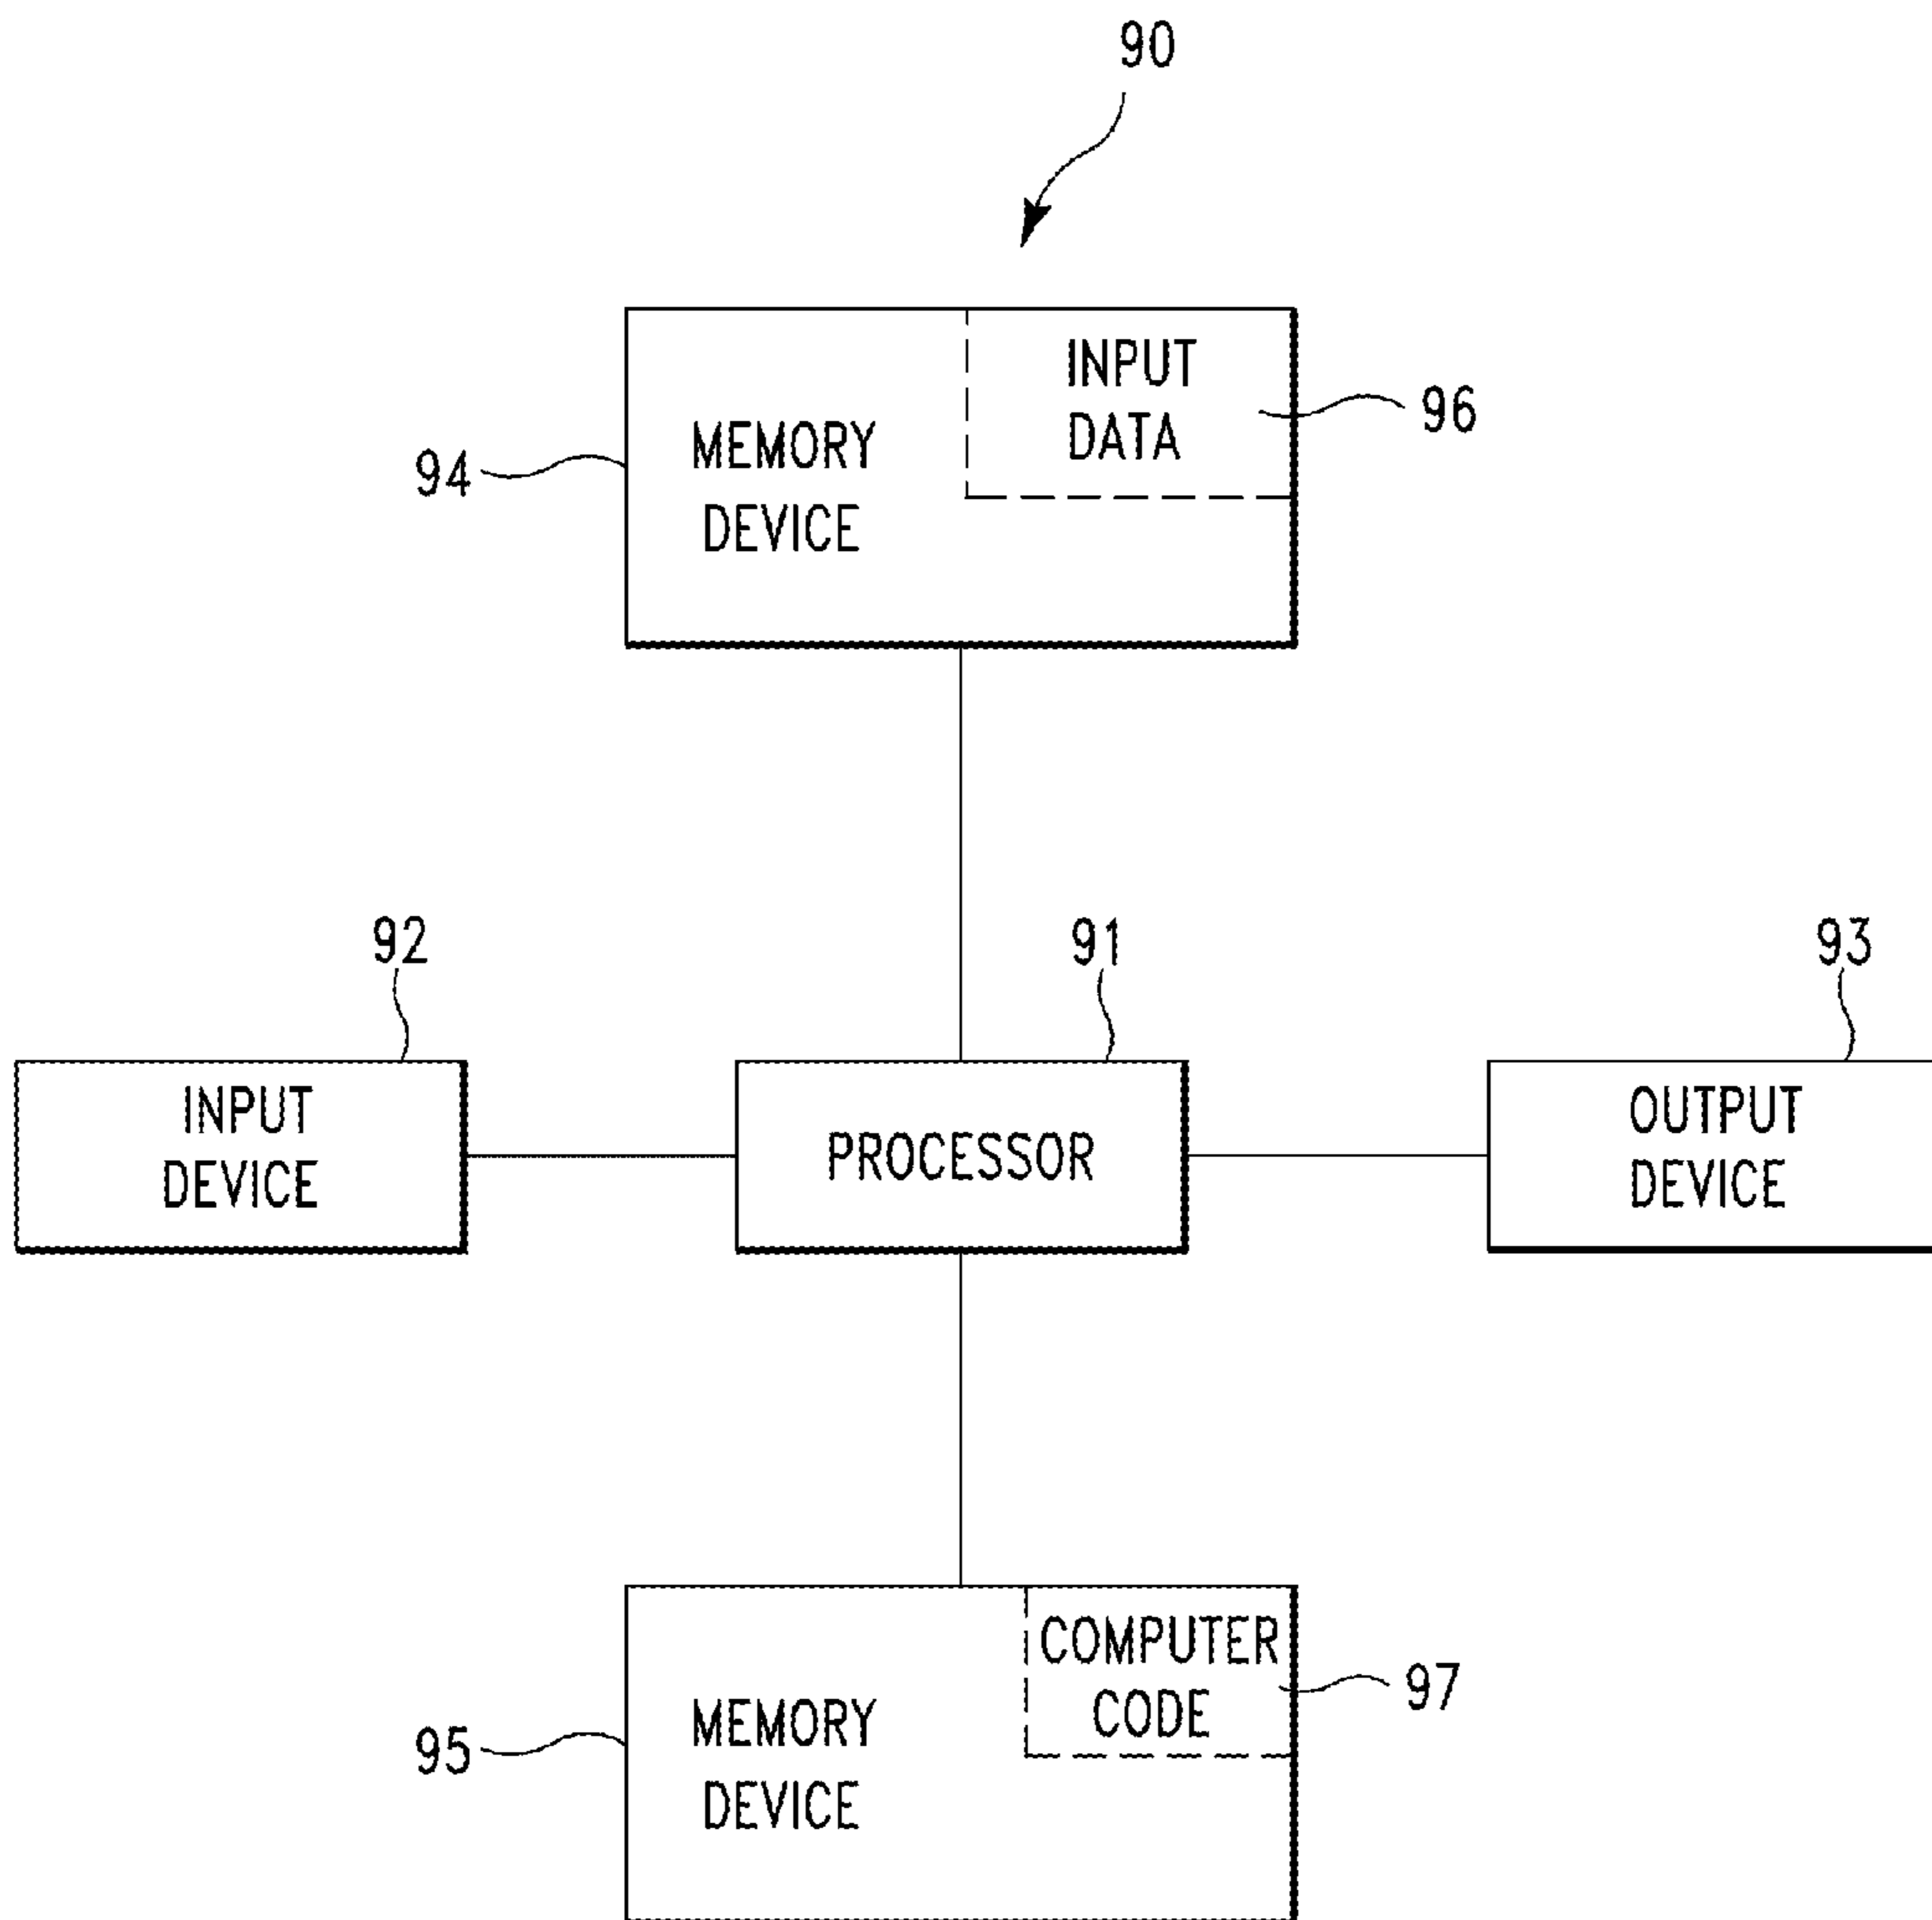 90
INPUT
DATA
96
MEMORY
DEVICE
94
92
91
93
INPUT
DEVICE
PROCESSOR
OUTPUT
DEVICE
COMPUTER
CODE
97
MEMORY
DEVICE
95